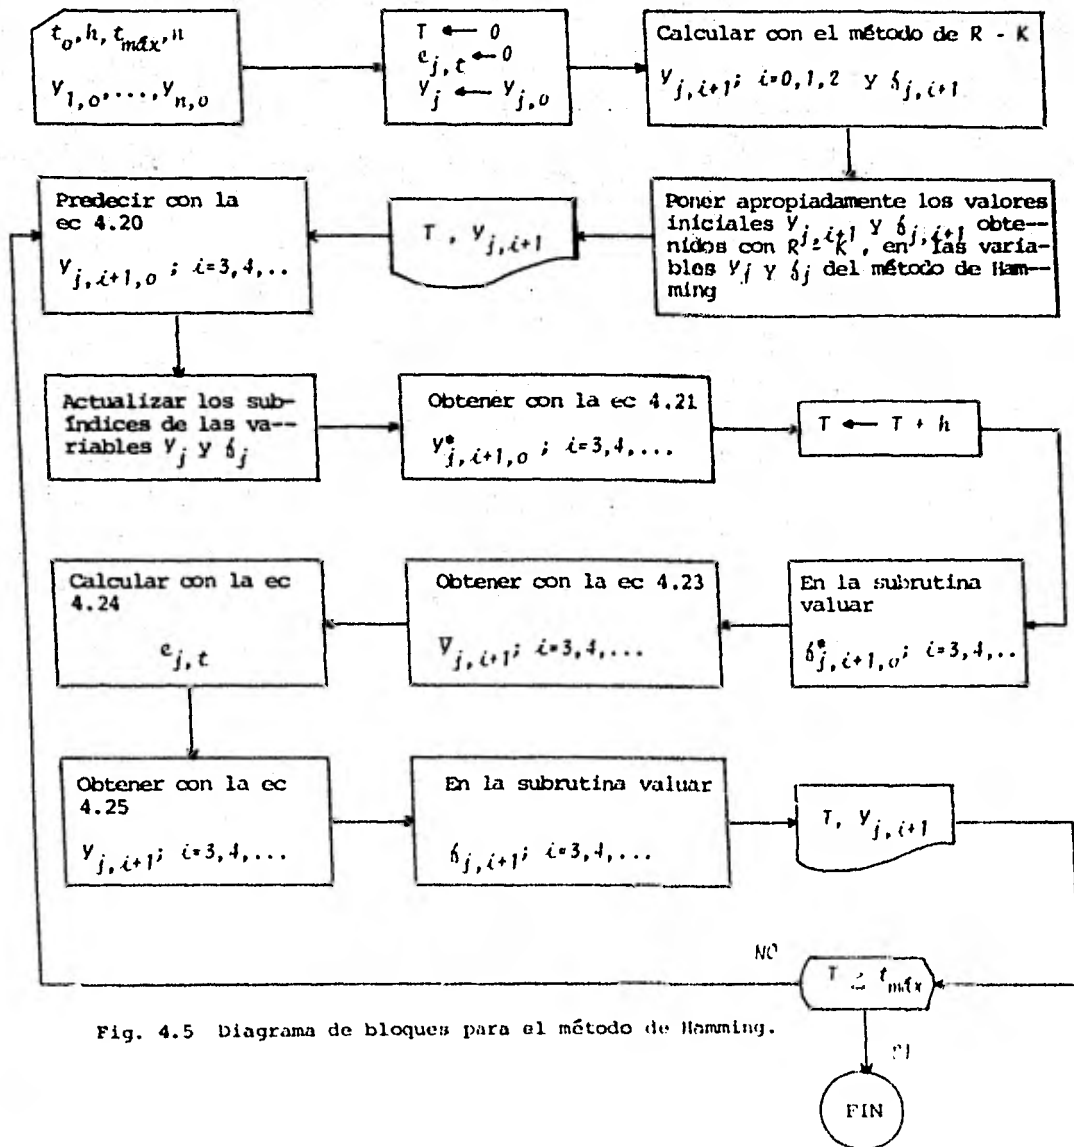 t_o, h, t_máx, n
y_1,o, . . . . , y_n,o
T ← 0
e_j,t ← 0
y_j ← y_j,o
Calcular con el método de R - K
y_j,i+1; i=0,1,2 y f_j,i+1
Poner apropiadamente los valores
iniciales y_j,i+1 y f_j,i+1 obte--
nidos con R - K, en las varia-
bles y_j y f_j del método de Ham--
ming
T , y_j,i+1
Predecir con la
ec 4.20
y_j,i+1,o ; i=3,4,..
Actualizar los sub-
índices de las va--
riables y_j y f_j
Obtener con la ec 4.21
y*_j,i+1,o ; i=3,4,...
T ← T + h
En la subrutina
valuar
f*_j,i+1,o; i=3,4,..
Obtener con la ec 4.23
y_j,i+1; i=3,4,...
Calcular con la ec
4.24
e_j,t
Obtener con la ec
4.25
y_j,i+1; i=3,4,...
En la subrutina valuar
f_j,i+1; i=3,4,...
T, y_j,i+1
T ≥ t_máx
NO
SI
FIN
Fig. 4.5 Diagrama de bloques para el método de Hamming.